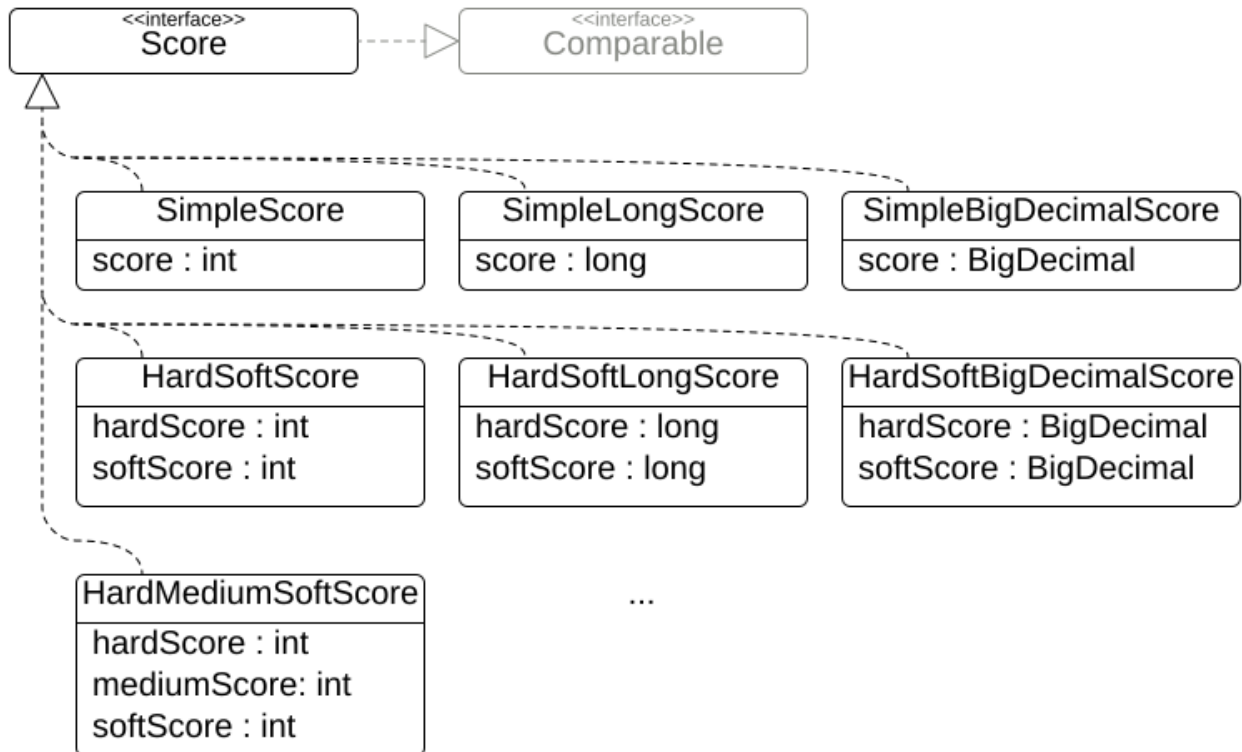 <<interface>>
Score
<<interface>>
Comparable
SimpleScore
score : int
SimpleLongScore
score : long
SimpleBigDecimalScore
score : BigDecimal
HardSoftScore
hardScore : int
softScore : int
HardSoftLongScore
hardScore : long
softScore : long
HardSoftBigDecimalScore
hardScore : BigDecimal
softScore : BigDecimal
HardMediumSoftScore
hardScore : int
mediumScore: int
softScore : int
...